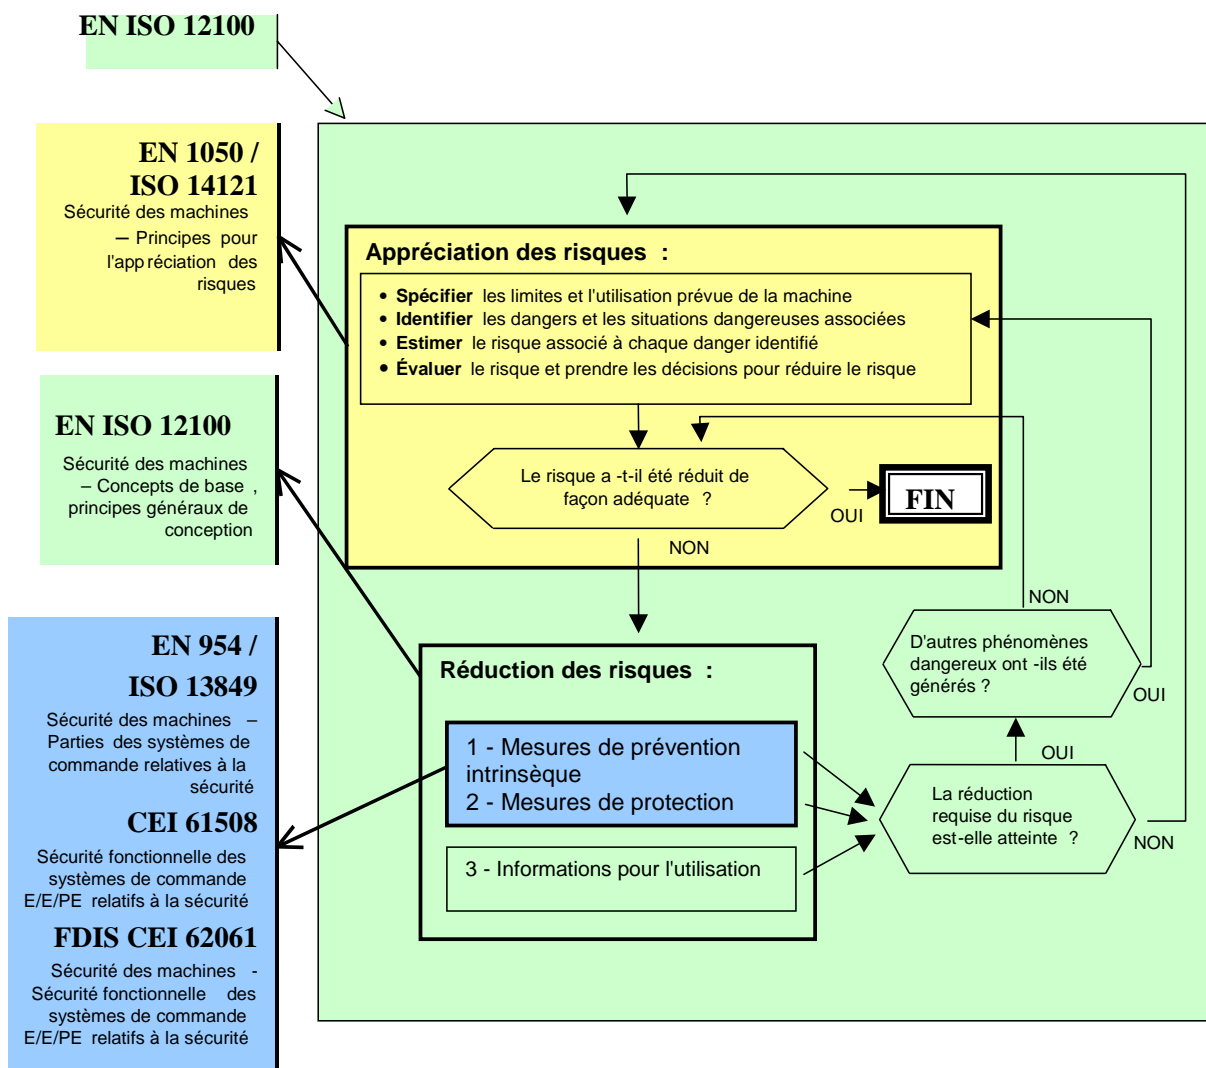 EN ISO 12100
EN 1050 /
ISO 14121
Sécurité des machines
– Principes pour
l'app réciation des
risques
EN ISO 12100
Sécurité des machines
– Concepts de base ,
principes généraux de
conception
EN 954 /
ISO 13849
Sécurité des machines –
Parties des systèmes de
commande relatives à la
sécurité
CEI 61508
Sécurité fonctionnelle des
systèmes de commande
E/E/PE relatifs à la sécurité
FDIS CEI 62061
Sécurité des machines -
Sécurité fonctionnelle des
systèmes de commande
E/E/PE relatifs à la sécurité
Appréciation des risques :
• Spécifier les limites et l'utilisation prévue de la machine
• Identifier les dangers et les situations dangereuses associées
• Estimer le risque associé à chaque danger identifié
• Évaluer le risque et prendre les décisions pour réduire le risque
Le risque a -t-il été réduit de
façon adéquate ?
OUI
FIN
NON
Réduction des risques :
1 - Mesures de prévention
intrinsèque
2 - Mesures de protection
3 - Informations pour l'utilisation
NON
D'autres phénomènes
dangereux ont -ils été
générés ?
OUI
OUI
La réduction
requise du risque
est-elle atteinte ?
NON